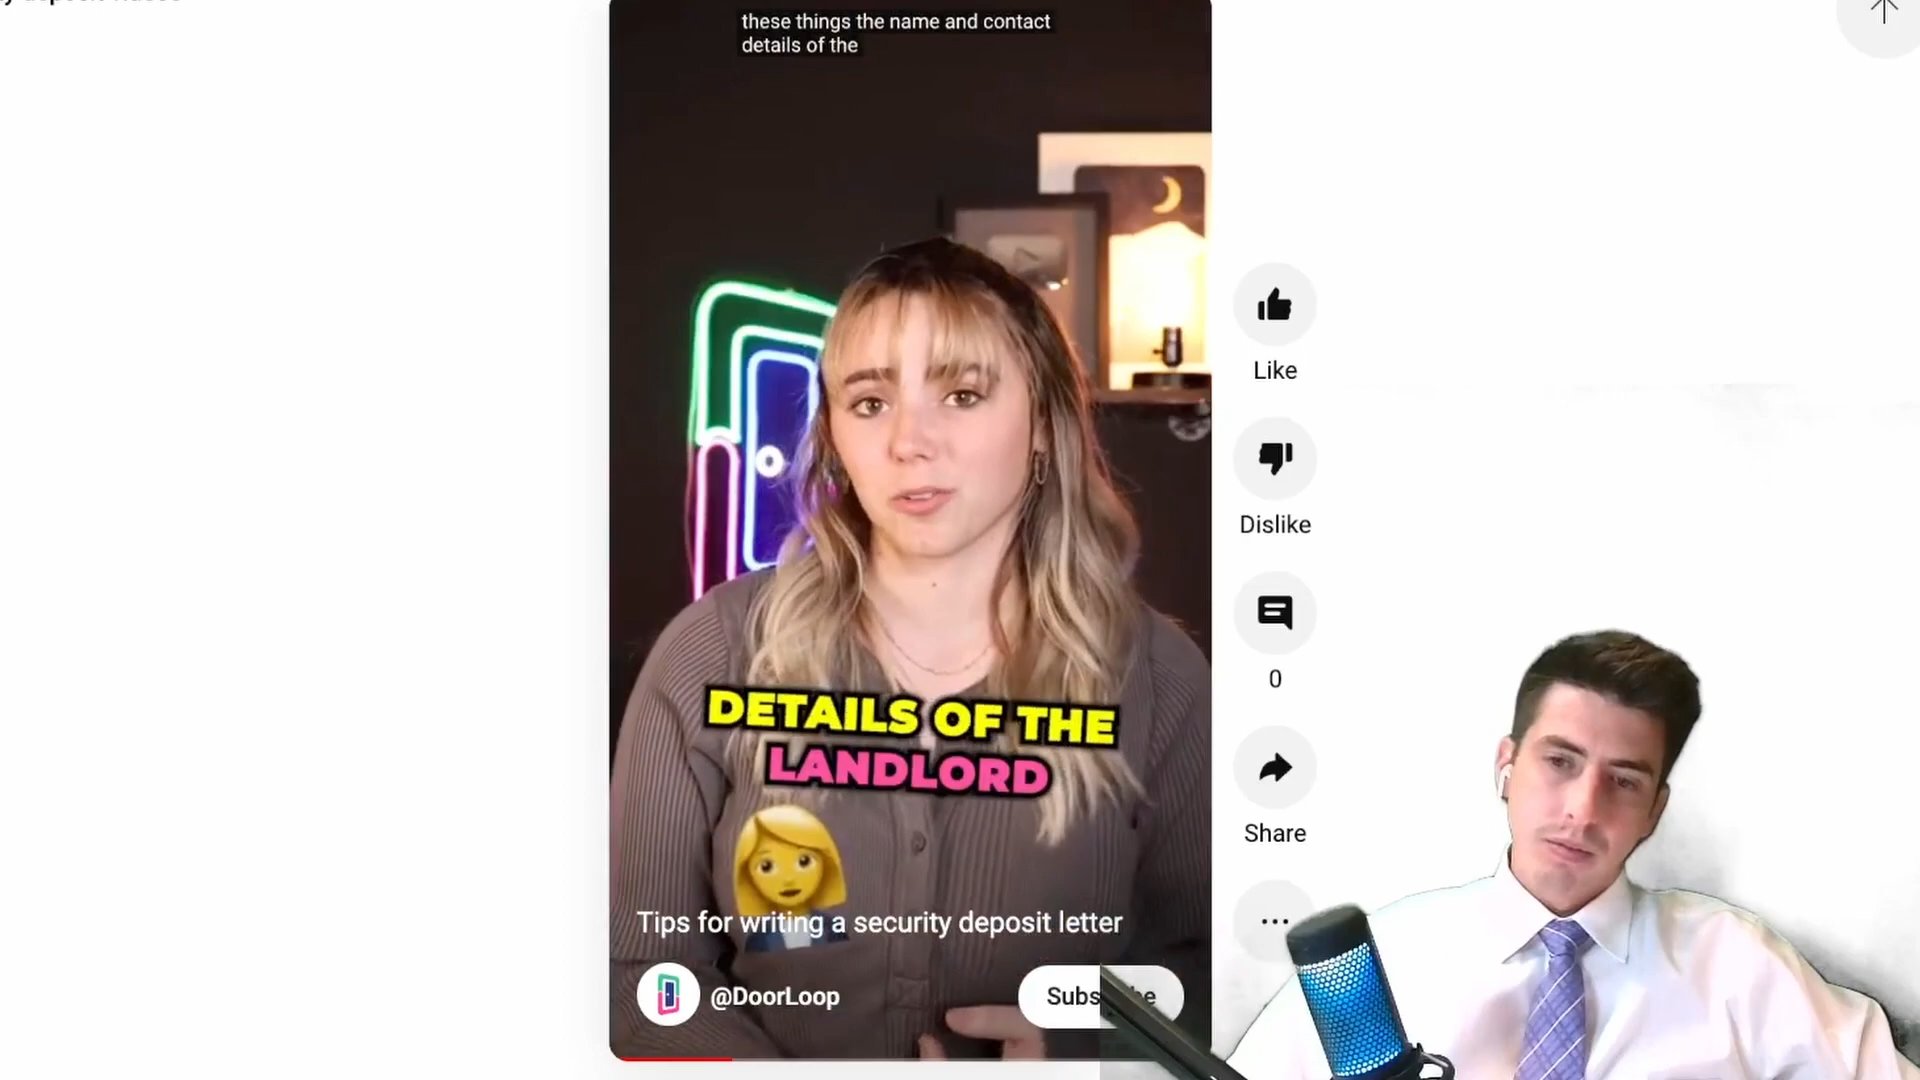 these things the name and contact
details of the
Like
Dislike
0
Share
DETAILS OF THE
LANDLORD
Tips for writing a security deposit letter
@DoorLoop